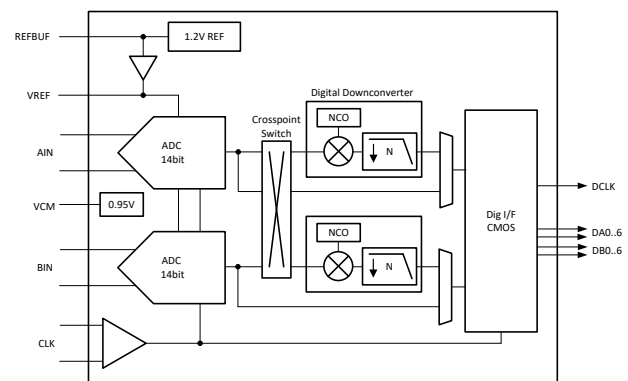 REFBUF
1.2V REF
VREF
Digital Downconverter
NCO
Crosspoint
Switch
ADC
14bit
N
AIN
Dig I/F
CMOS
DCLK
VCM
0.95V
DA0..6
DB0..6
NCO
ADC
14bit
N
BIN
CLK